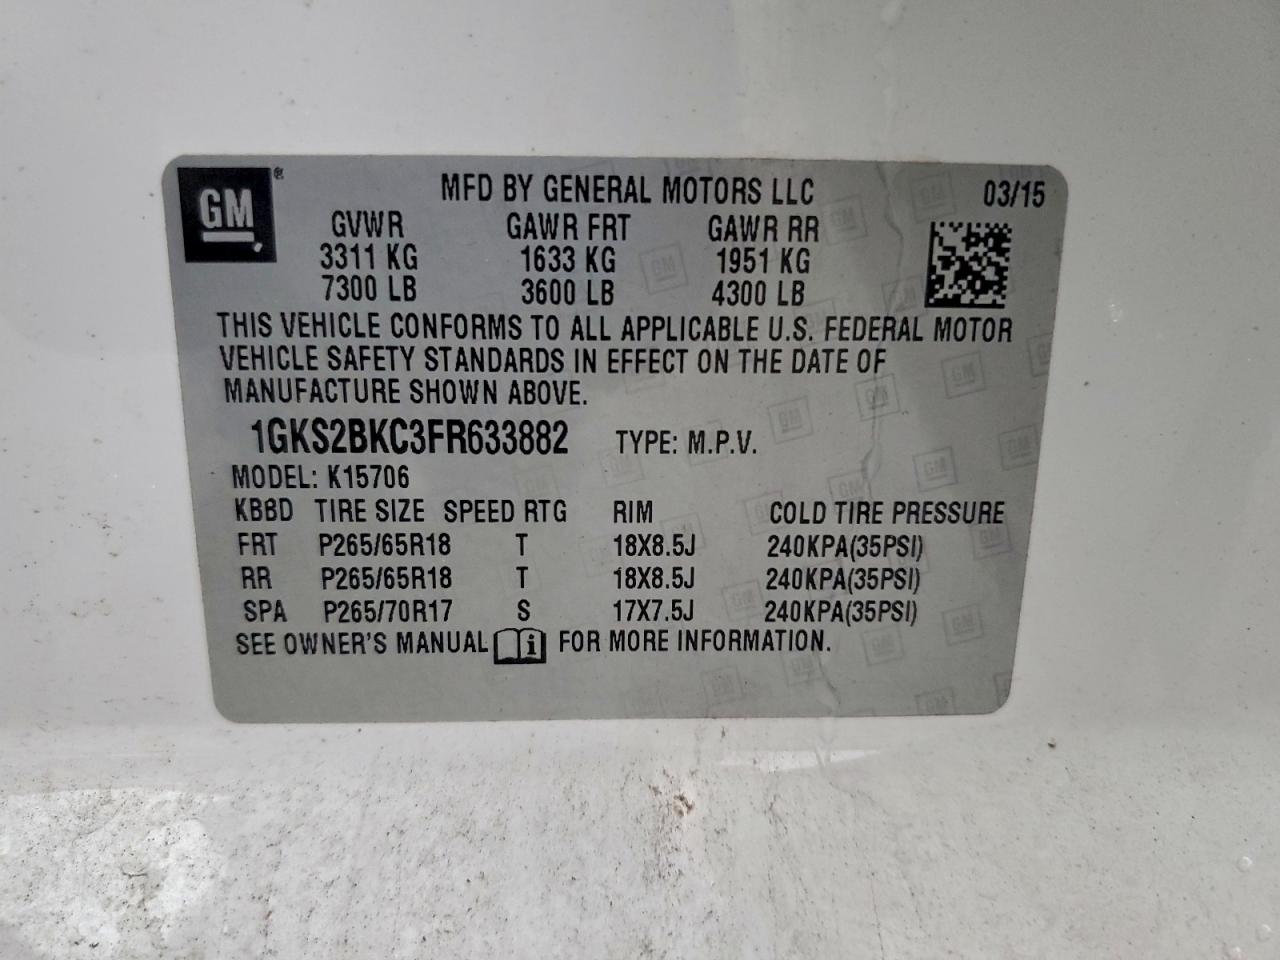 GM®
MFD BY GENERAL MOTORS LLC 03/15
GVWR GAWR FRT GAWR RR
3311 KG 1633 KG 1951 KG
7300 LB 3600 LB 4300 LB
THIS VEHICLE CONFORMS TO ALL APPLICABLE U.S. FEDERAL MOTOR
VEHICLE SAFETY STANDARDS IN EFFECT ON THE DATE OF
MANUFACTURE SHOWN ABOVE.
1GKS2BKC3FR633882 TYPE: M.P.V.
MODEL: K15706
KBBD TIRE SIZE SPEED RTG RIM COLD TIRE PRESSURE
FRT P265/65R18 T 18X8.5J 240KPA(35PSI)
RR P265/65R18 T 18X8.5J 240KPA(35PSI)
SPA P265/70R17 S 17X7.5J 240KPA(35PSI)
SEE OWNER'S MANUAL i FOR MORE INFORMATION.